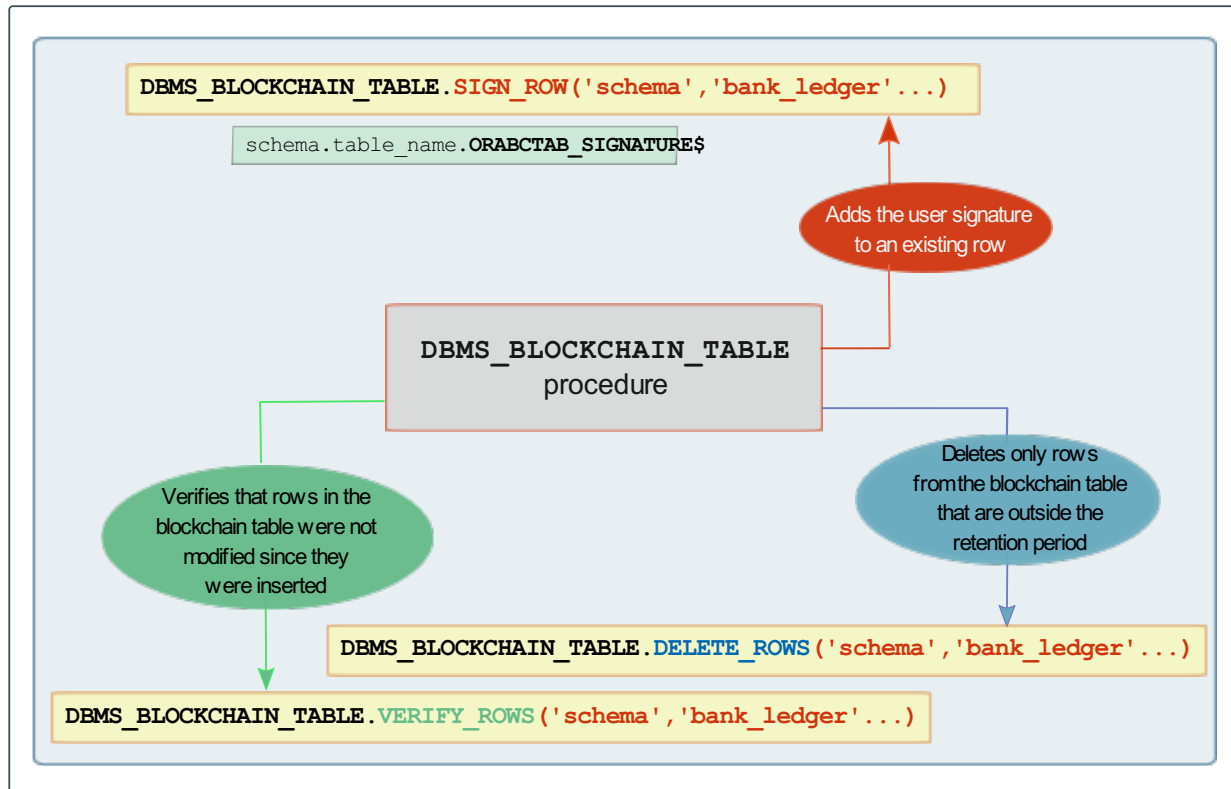 DBMS_BLOCKCHAIN_TABLE.SIGN_ROW('schema','bank_ledger'...)
schema.table_name.ORABCTAB_SIGNATURE$
Adds the user signature
to an existing row
DBMS_BLOCKCHAIN_TABLE
procedure
Verifies that rows in the
blockchain table were not
modified since they
were inserted
Deletes only rows
from the blockchain table
that are outside the
retention period
DBMS_BLOCKCHAIN_TABLE.DELETE_ROWS('schema','bank_ledger'...)
DBMS_BLOCKCHAIN_TABLE.VERIFY_ROWS('schema','bank_ledger'...)